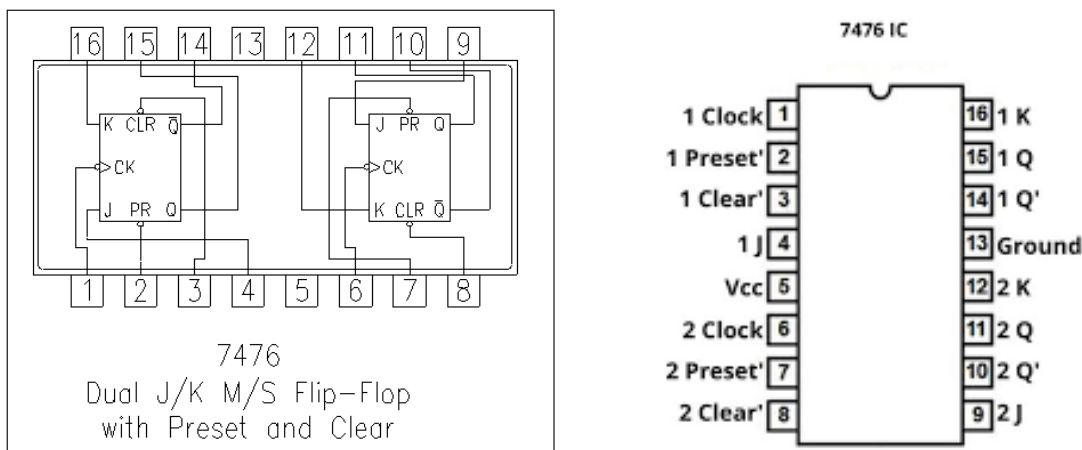 16 15 14 13 12 11 10 9
K CLR Q̅
CK
J PR Q
J PR Q
CK
K CLR Q̅
1 2 3 4 5 6 7 8
7476
Dual J/K M/S Flip-Flop
with Preset and Clear
7476 IC
1 Clock 1 16 1 K
1 Preset' 2 15 1 Q
1 Clear' 3 14 1 Q'
1 J 4 13 Ground
Vcc 5 12 2 K
2 Clock 6 11 2 Q
2 Preset' 7 10 2 Q'
2 Clear' 8 9 2 J